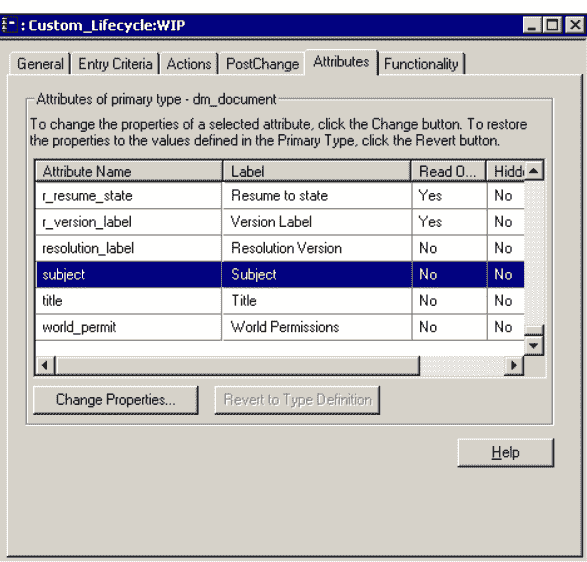 : Custom_Lifecycle:WIP
General Entry Criteria Actions PostChange Attributes Functionality
Attributes of primary type - dm_document
To change the properties of a selected attribute, click the Change button. To restore
the properties to the values defined in the Primary Type, click the Revert button.
Attribute Name Label Read O... Hidd
r_resume_state Resume to state Yes No
r_version_label Version Label Yes No
resolution_label Resolution Version No No
subject Subject No No
title Title No No
world_permit World Permissions No No
Change Properties... Revert to Type Definition
Help